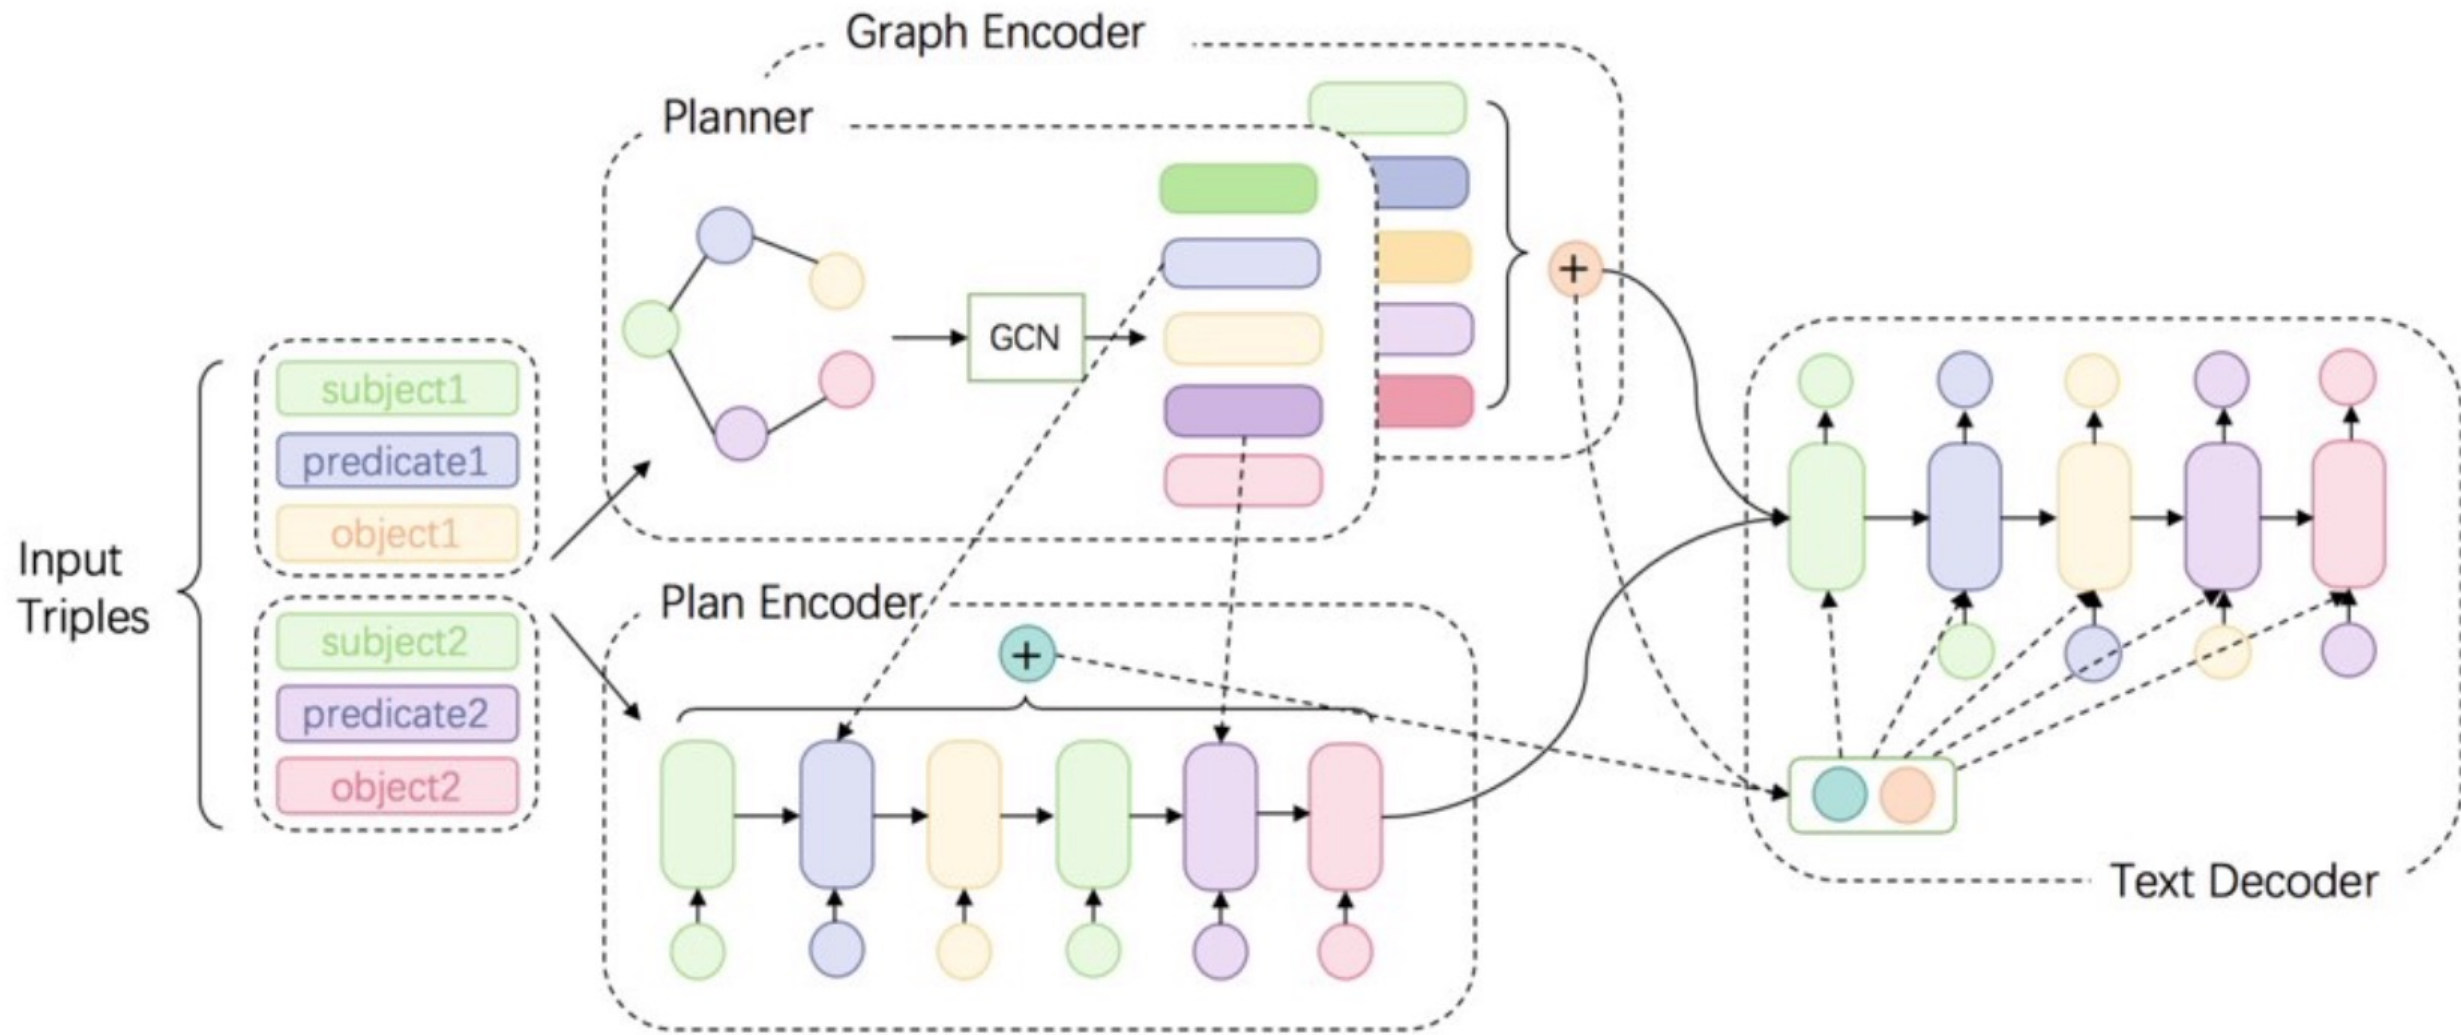 Graph Encoder
Planner
GCN
+
Input
Triples
subject1
predicate1
object1
subject2
predicate2
object2
Plan Encoder
+
Text Decoder